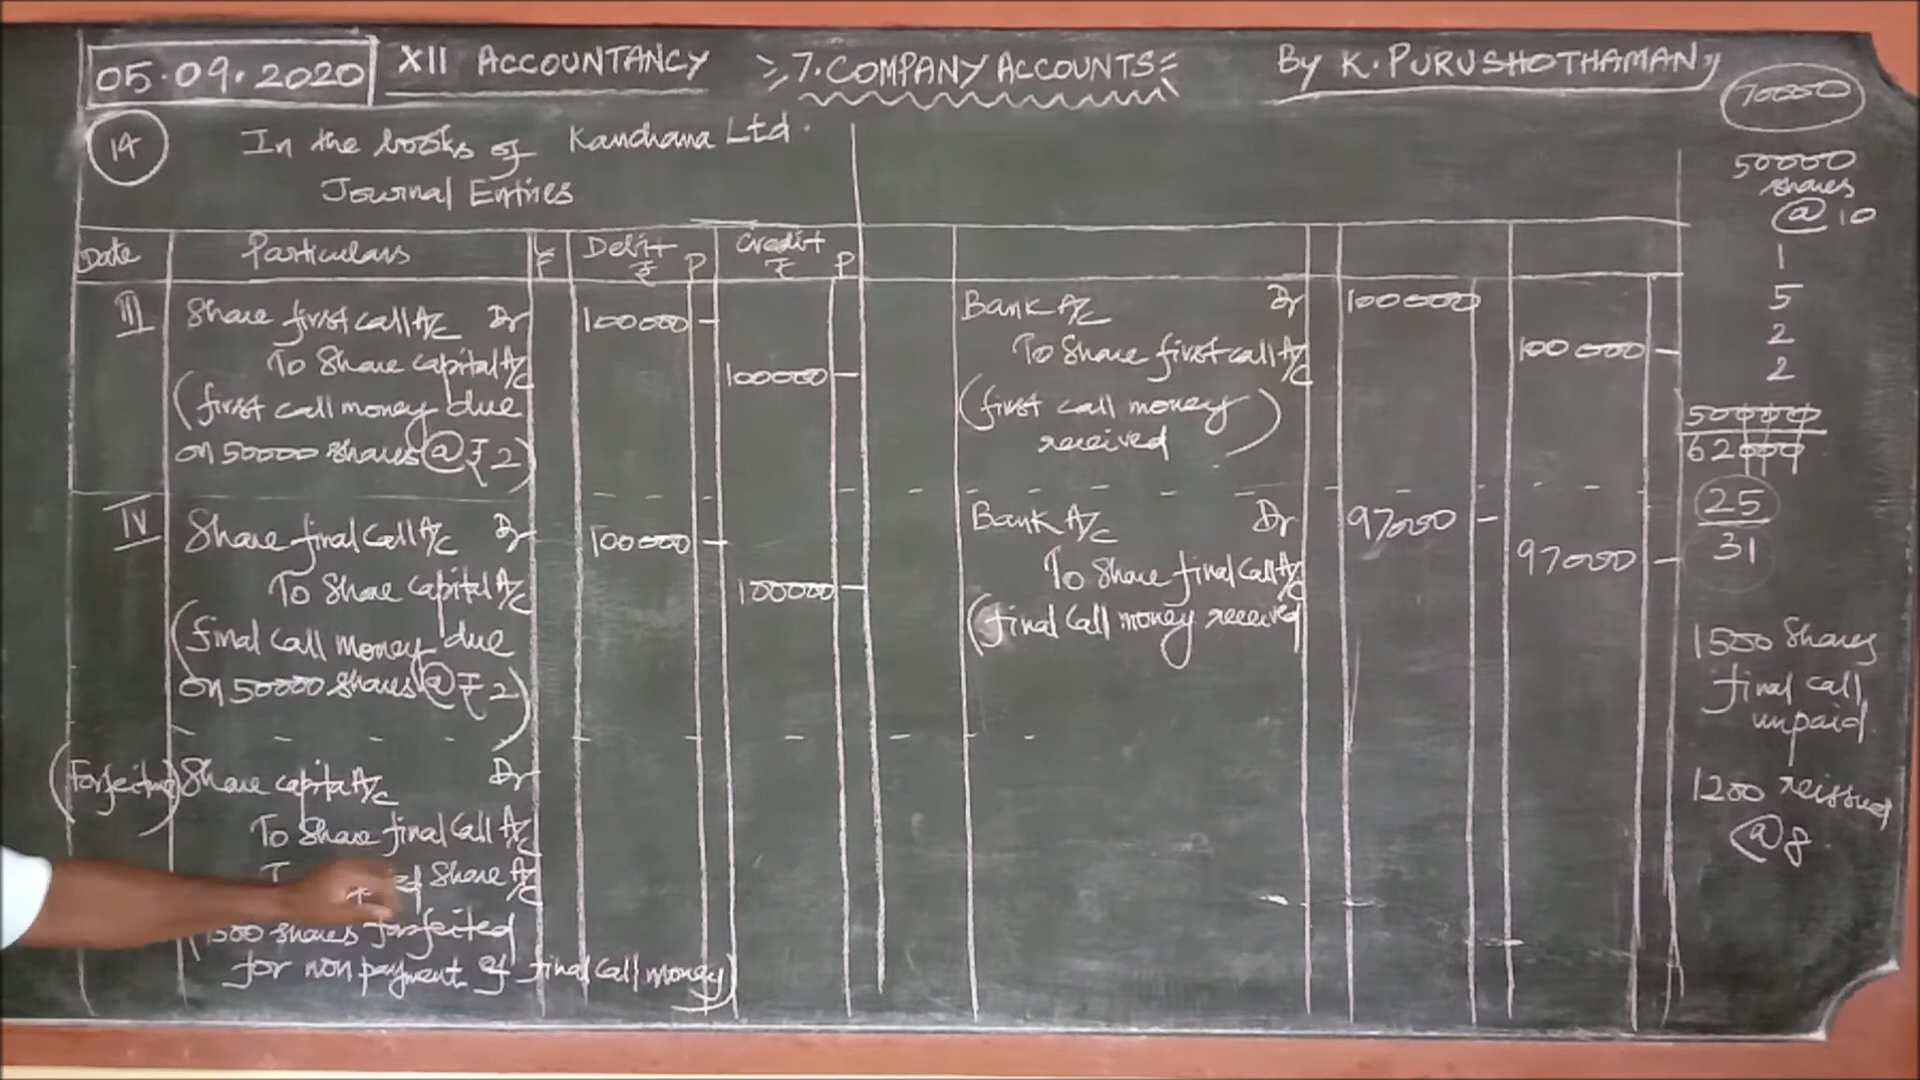 05.09.2020
XII ACCOUNTANCY
7. COMPANY ACCOUNTS
By K. PURUSHOTHAMAN
14
In the books of Kanchana Ltd.
Journal Entries
Date Particulars L F Debit ₹ P Credit ₹ P
III Share first call A/c Dr 100000 -
To Share capital A/c 100000 -
(first call money due
on 50000 shares @ ₹ 2)
IV Share final call A/c Dr 100000 -
To Share capital A/c 100000 -
(final call money due
on 50000 shares @ ₹ 2)
Share capital A/c Dr
To Share final call A/c
Share A/c
1500 shares forfeited
for non payment of final call money)
Bank A/c Dr 100000
To Share first call A/c 100000 -
(first call money
received)
Bank A/c Dr 97000 -
To Share final call A/c 97000 -
(final call money received
70000
50000
shares
@ 10
1
5
2
2
50000
62000
25
31
1500 shares
final call
unpaid
1200 reissued
@ 8